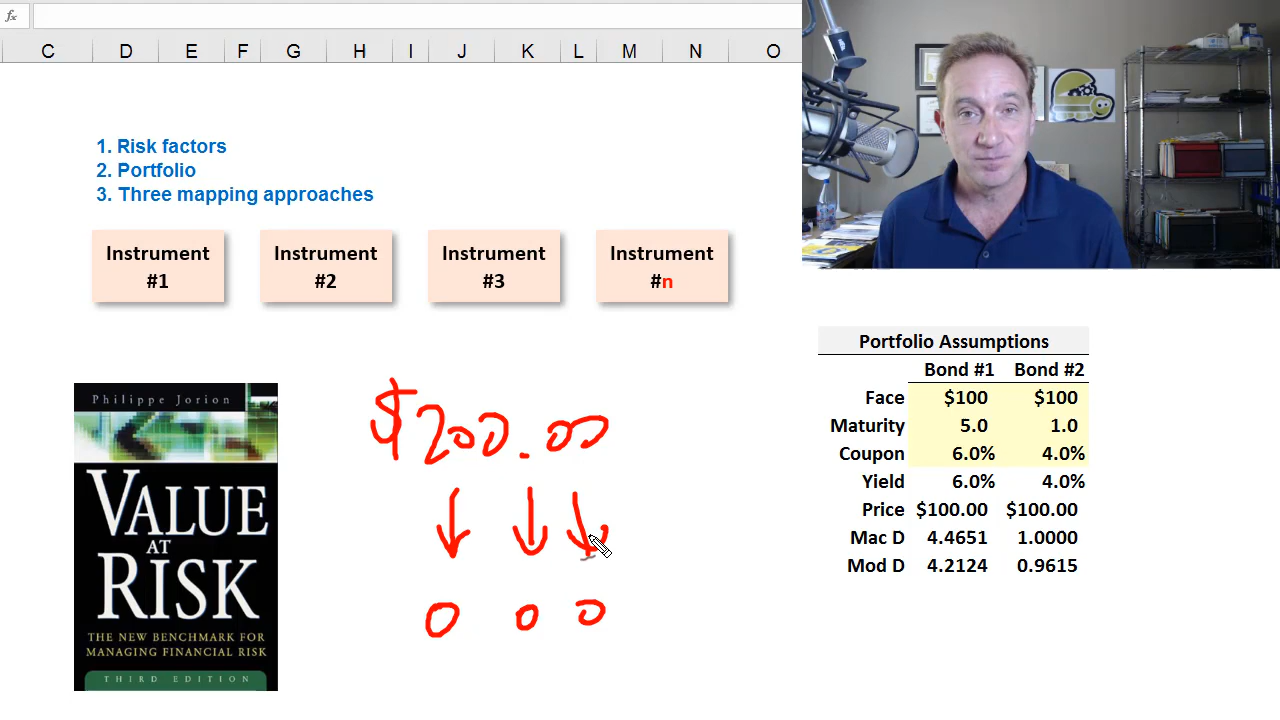 fx
C D E F G H I J K L M N O
1. Risk factors
2. Portfolio
3. Three mapping approaches
Instrument
#1
Instrument
#2
Instrument
#3
Instrument
#n
Philippe Jorion
VALUE
AT
RISK
THE NEW BENCHMARK FOR
MANAGING FINANCIAL RISK
THIRD EDITION
$200.00
0 0 0
Portfolio Assumptions
Bond #1 Bond #2
Face $100 $100
Maturity 5.0 1.0
Coupon 6.0% 4.0%
Yield 6.0% 4.0%
Price $100.00 $100.00
Mac D 4.4651 1.0000
Mod D 4.2124 0.9615